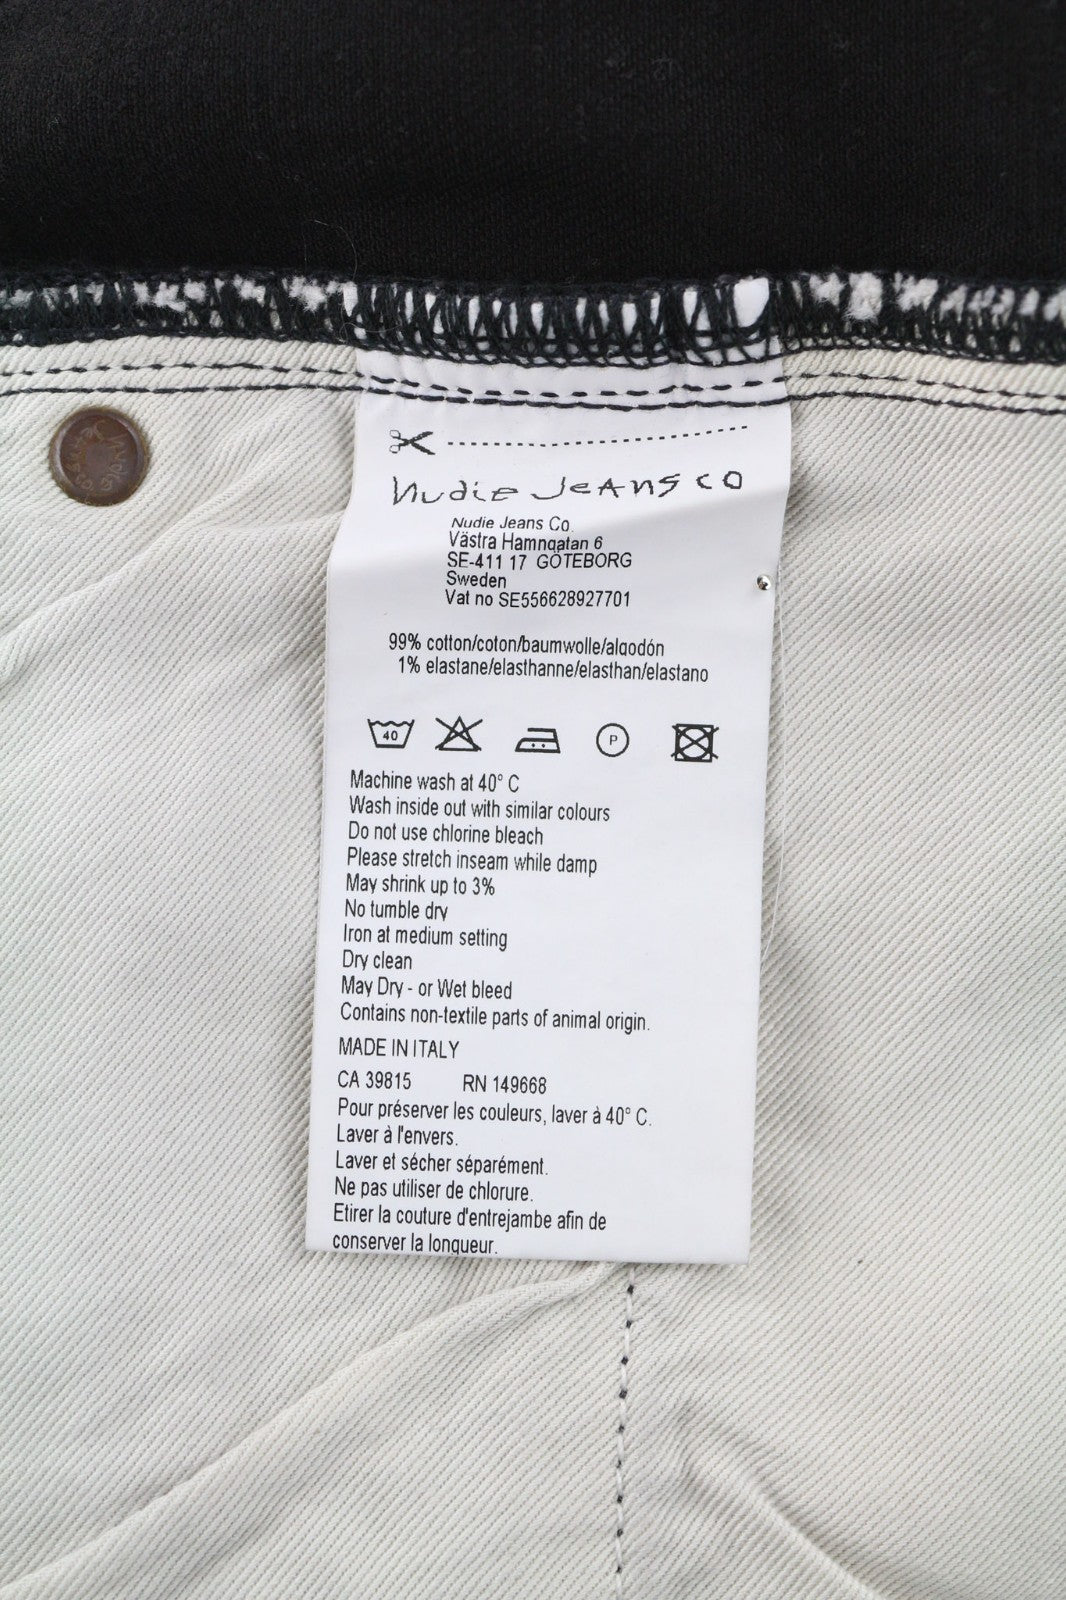 Nudie Jeans co
Nudie Jeans Co.
Västra Hamngatan 6
SE-411 17 GÖTEBORG
Sweden
Vat no SE556628927701
99% cotton/coton/baumwolle/algodón
1% elastane/elasthanne/elasthan/elastano
40
P
Machine wash at 40° C
Wash inside out with similar colours
Do not use chlorine bleach
Please stretch inseam while damp
May shrink up to 3%
No tumble dry
Iron at medium setting
Dry clean
May Dry - or Wet bleed
Contains non-textile parts of animal origin.
MADE IN ITALY
CA 39815 RN 149668
Pour préserver les couleurs, laver à 40° C.
Laver à l'envers.
Laver et sécher séparément.
Ne pas utiliser de chlorure.
Etirer la couture d'entrejambe afin de
conserver la longueur.